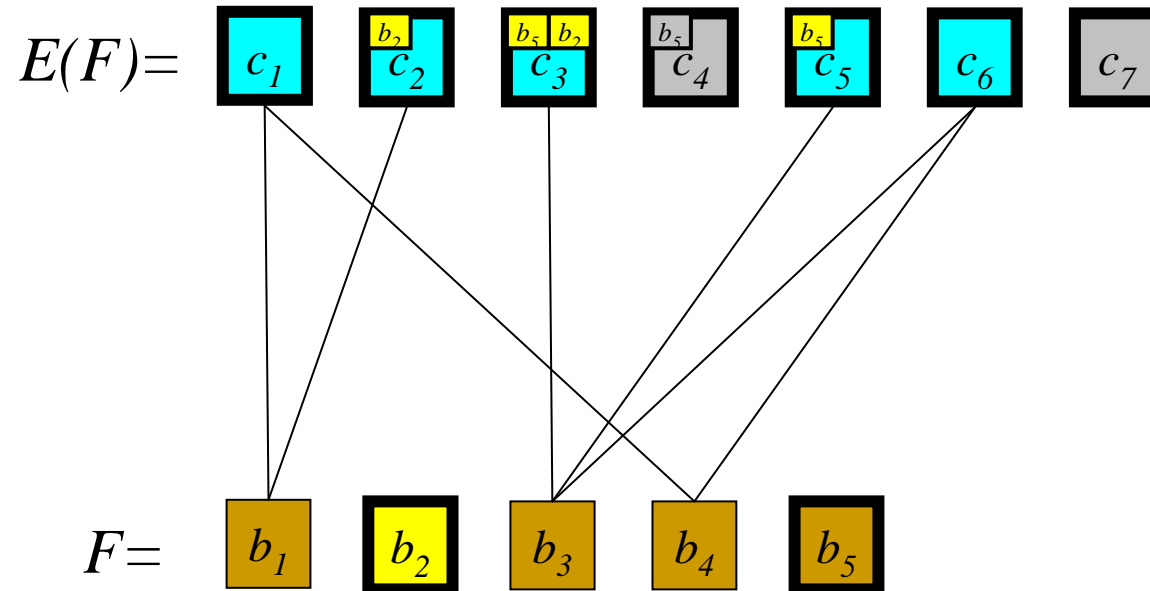 E(F)= c₁ b₂ c₂ b₅ b₂ c₃ b₅ c₄ b₅ c₅ c₆ c₇
F= b₁ b₂ b₃ b₄ b₅